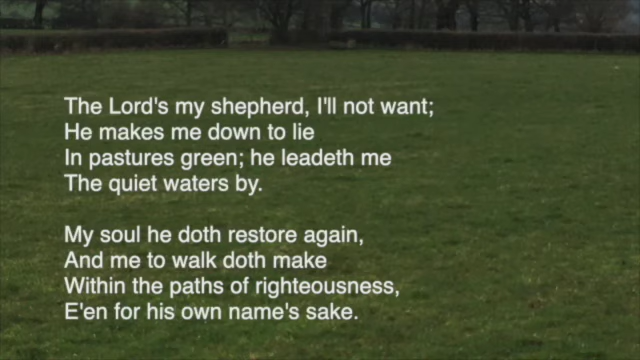 The Lord's my shepherd, I'll not want;
He makes me down to lie
In pastures green; he leadeth me
The quiet waters by.

My soul he doth restore again,
And me to walk doth make
Within the paths of righteousness,
E'en for his own name's sake.